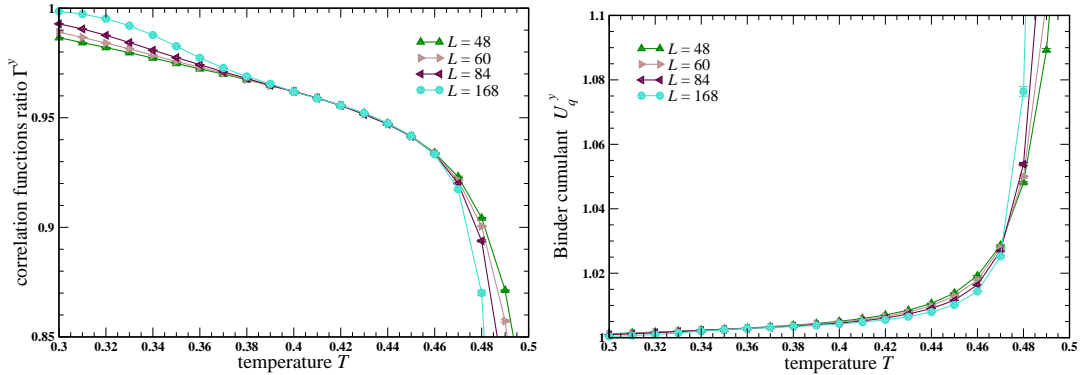 correlation functions ratio Γ^y
1
0.95
0.9
0.85
0.3 0.32 0.34 0.36 0.38 0.4 0.42 0.44 0.46 0.48 0.5
temperature T
L = 48
L = 60
L = 84
L = 168
Binder cumulant U_q^y
1.1
1.08
1.06
1.04
1.02
1
0.3 0.32 0.34 0.36 0.38 0.4 0.42 0.44 0.46 0.48 0.5
temperature T
L = 48
L = 60
L = 84
L = 168